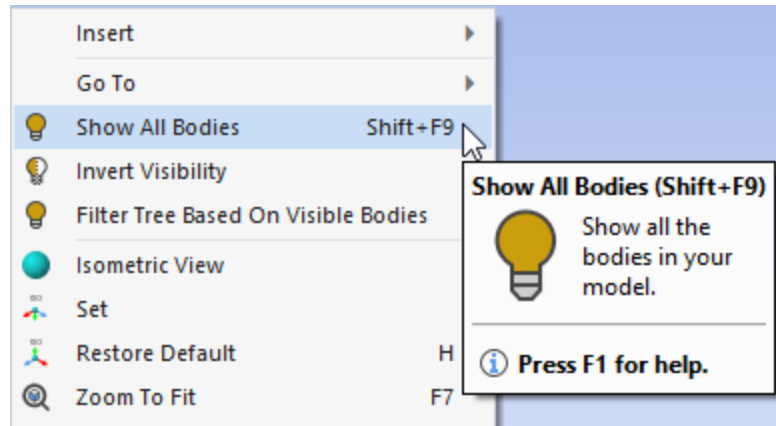 Insert
Go To
Show All Bodies Shift+F9
Invert Visibility
Filter Tree Based On Visible Bodies
Isometric View
Set
Restore Default H
Zoom To Fit F7
Show All Bodies (Shift+F9)
Show all the
bodies in your
model.
Press F1 for help.